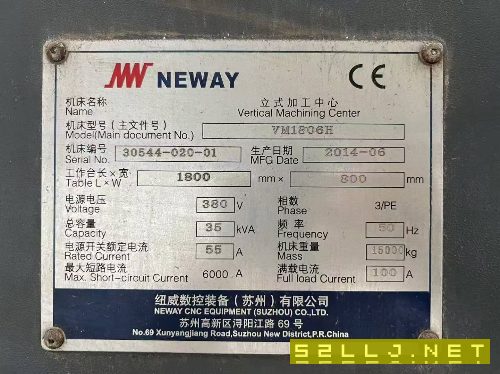 NW NEWAY CE
机床名称 立式加工中心
Name Vertical Machining Center
机床型号(主文件号) VM1806H
Model(Main document No.)
机床编号 30544-020-01 生产日期 2014-06
Serial No. MFG Date
工作台长×宽 1800 mm× 800 mm
Table L×W
电源电压 380 V 相数 3/PE
Voltage Phase
总容量 35 kVA 频率 50 Hz
Capacity Frequency
电源开关额定电流 55 A 机床重量 15000 kg
Rated Current Mass
最大短路电流 6000 A 满载电流 100 A
Max. Short-circuit Current Full load Current
纽威数控装备(苏州)有限公司
NEWAY CNC EQUIPMENT (SUZHOU) CO.,LTD.
苏州高新区浔阳江路 69 号
No.69 Xunyangjiang Road,Suzhou New District,P.R.China
52LLJ.NET